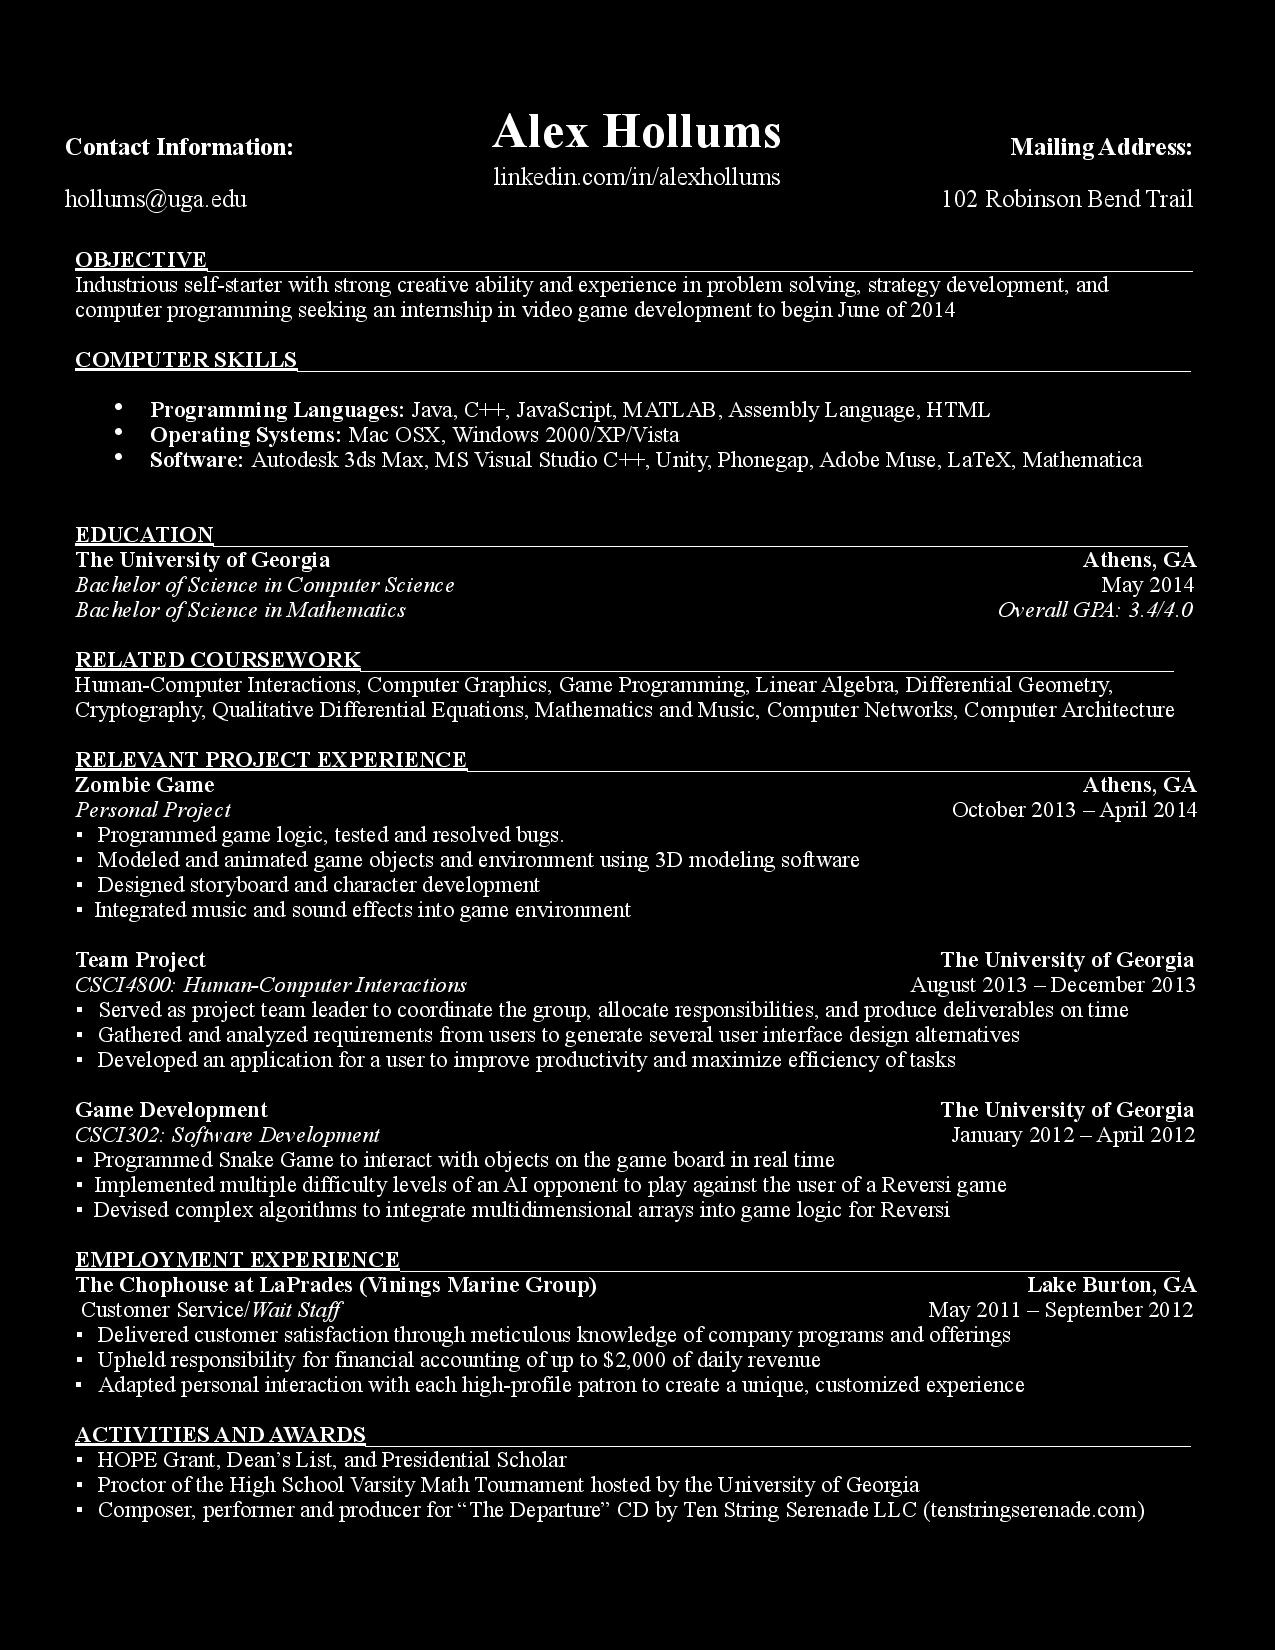 Alex Hollums
Contact Information:
Mailing Address:
linkedin.com/in/alexhollums
hollums@uga.edu
102 Robinson Bend Trail
OBJECTIVE
Industrious self-starter with strong creative ability and experience in problem solving, strategy development, and
computer programming seeking an internship in video game development to begin June of 2014
COMPUTER SKILLS
• Programming Languages: Java, C++, JavaScript, MATLAB, Assembly Language, HTML
• Operating Systems: Mac OSX, Windows 2000/XP/Vista
• Software: Autodesk 3ds Max, MS Visual Studio C++, Unity, Phonegap, Adobe Muse, LaTeX, Mathematica
EDUCATION
The University of Georgia Athens, GA
Bachelor of Science in Computer Science May 2014
Bachelor of Science in Mathematics Overall GPA: 3.4/4.0
RELATED COURSEWORK
Human-Computer Interactions, Computer Graphics, Game Programming, Linear Algebra, Differential Geometry,
Cryptography, Qualitative Differential Equations, Mathematics and Music, Computer Networks, Computer Architecture
RELEVANT PROJECT EXPERIENCE
Zombie Game Athens, GA
Personal Project October 2013 – April 2014
▪ Programmed game logic, tested and resolved bugs.
▪ Modeled and animated game objects and environment using 3D modeling software
▪ Designed storyboard and character development
▪ Integrated music and sound effects into game environment
Team Project The University of Georgia
CSCI4800: Human-Computer Interactions August 2013 – December 2013
▪ Served as project team leader to coordinate the group, allocate responsibilities, and produce deliverables on time
▪ Gathered and analyzed requirements from users to generate several user interface design alternatives
▪ Developed an application for a user to improve productivity and maximize efficiency of tasks
Game Development The University of Georgia
CSCI302: Software Development January 2012 – April 2012
▪ Programmed Snake Game to interact with objects on the game board in real time
▪ Implemented multiple difficulty levels of an AI opponent to play against the user of a Reversi game
▪ Devised complex algorithms to integrate multidimensional arrays into game logic for Reversi
EMPLOYMENT EXPERIENCE
The Chophouse at LaPrades (Vinings Marine Group) Lake Burton, GA
Customer Service/Wait Staff May 2011 – September 2012
▪ Delivered customer satisfaction through meticulous knowledge of company programs and offerings
▪ Upheld responsibility for financial accounting of up to $2,000 of daily revenue
▪ Adapted personal interaction with each high-profile patron to create a unique, customized experience
ACTIVITIES AND AWARDS
▪ HOPE Grant, Dean’s List, and Presidential Scholar
▪ Proctor of the High School Varsity Math Tournament hosted by the University of Georgia
▪ Composer, performer and producer for “The Departure” CD by Ten String Serenade LLC (tenstringserenade.com)